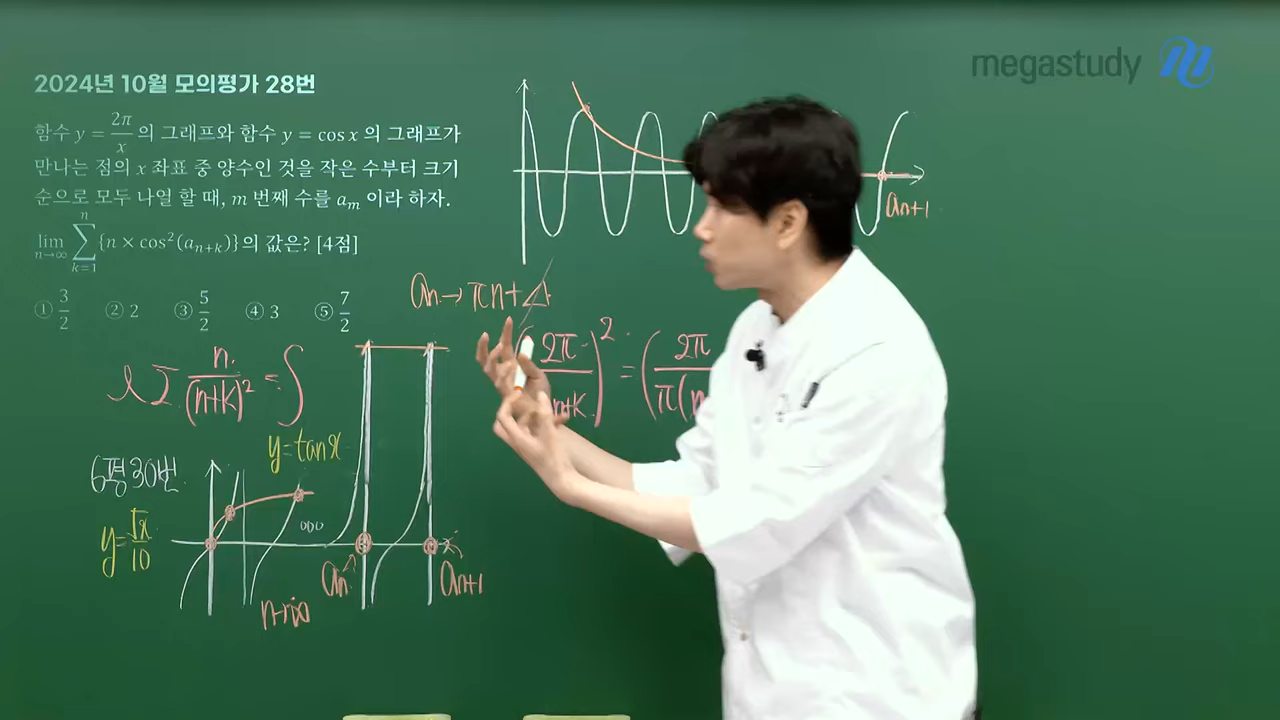 megastudy
2024년 10월 모의평가 28번
함수 y = 2π/x 의 그래프와 함수 y = cos x 의 그래프가
만나는 점의 x 좌표 중 양수인 것을 작은 수부터 크기
순으로 모두 나열 할 때, m 번째 수를 a_m 이라 하자.
lim_{n→∞} ∑_{k=1}^{n} {n × cos²(a_{n+k})}의 값은? [4점]
① 3/2 ② 2 ③ 5/2 ④ 3 ⑤ 7/2
a_{n+1}
a_n → πn+
(2π/ n+k)² = (2π/π(n
∑ n/(n+k)² = ∫
y=tanx
6평 30번
y=√x/10
a_n
a_{n+1}
n→∞